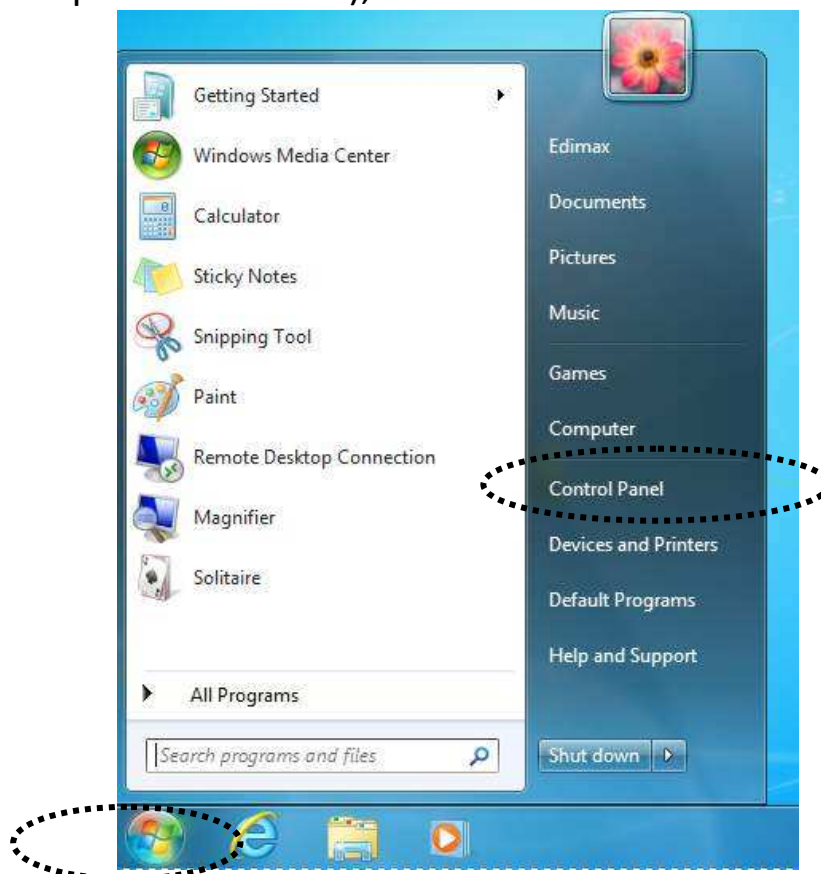 Getting Started
Windows Media Center
Calculator
Sticky Notes
Snipping Tool
Paint
Remote Desktop Connection
Magnifier
Solitaire
All Programs
Search programs and files
Edimax
Documents
Pictures
Music
Games
Computer
Control Panel
Devices and Printers
Default Programs
Help and Support
Shut down